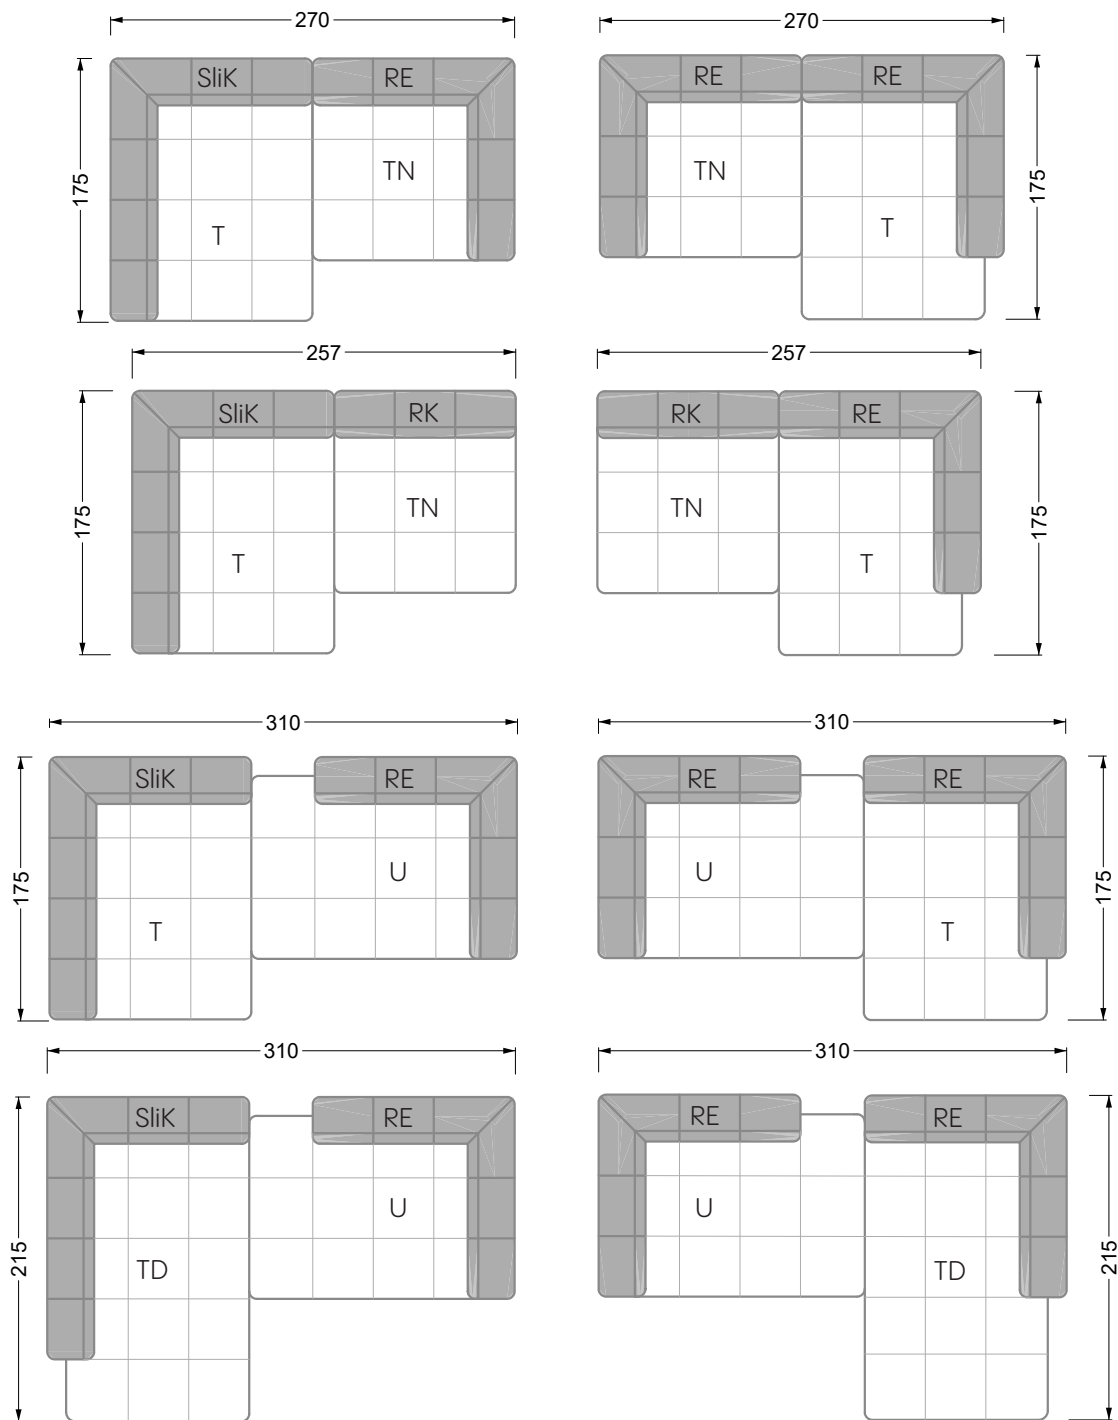 270 270
SliK RE RE RE
TN TN
175 175
T T
257 257
SliK RK RK RE
TN TN
175 175
T T
310 310
SliK RE RE RE
U U
175 175
T T
310 310
SliK RE RE RE
U U
215 215
TD TD